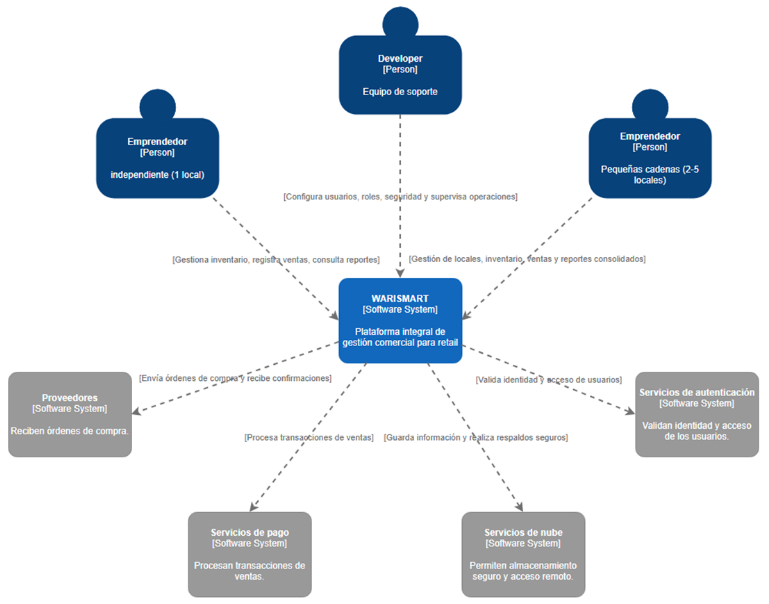 Developer
[Person]
Equipo de soporte
Emprendedor
[Person]
independiente (1 local)
Emprendedor
[Person]
Pequeñas cadenas (2-5
locales)
[Configura usuarios, roles, seguridad y supervisa operaciones]
[Gestiona inventario, registra ventas, consulta reportes]
[Gestión de locales, inventario, ventas y reportes consolidados]
WARISMART
[Software System]
Plataforma integral de
gestión comercial para retail
[Envía órdenes de compra y recibe confirmaciones]
[Valida identidad y acceso de usuarios]
Proveedores
[Software System]
Reciben órdenes de compra.
Servicios de autenticación
[Software System]
Validan identidad y acceso
de los usuarios.
[Procesa transacciones de ventas]
[Guarda información y realiza respaldos seguros]
Servicios de pago
[Software System]
Procesan transacciones de
ventas.
Servicios de nube
[Software System]
Permiten almacenamiento
seguro y acceso remoto.